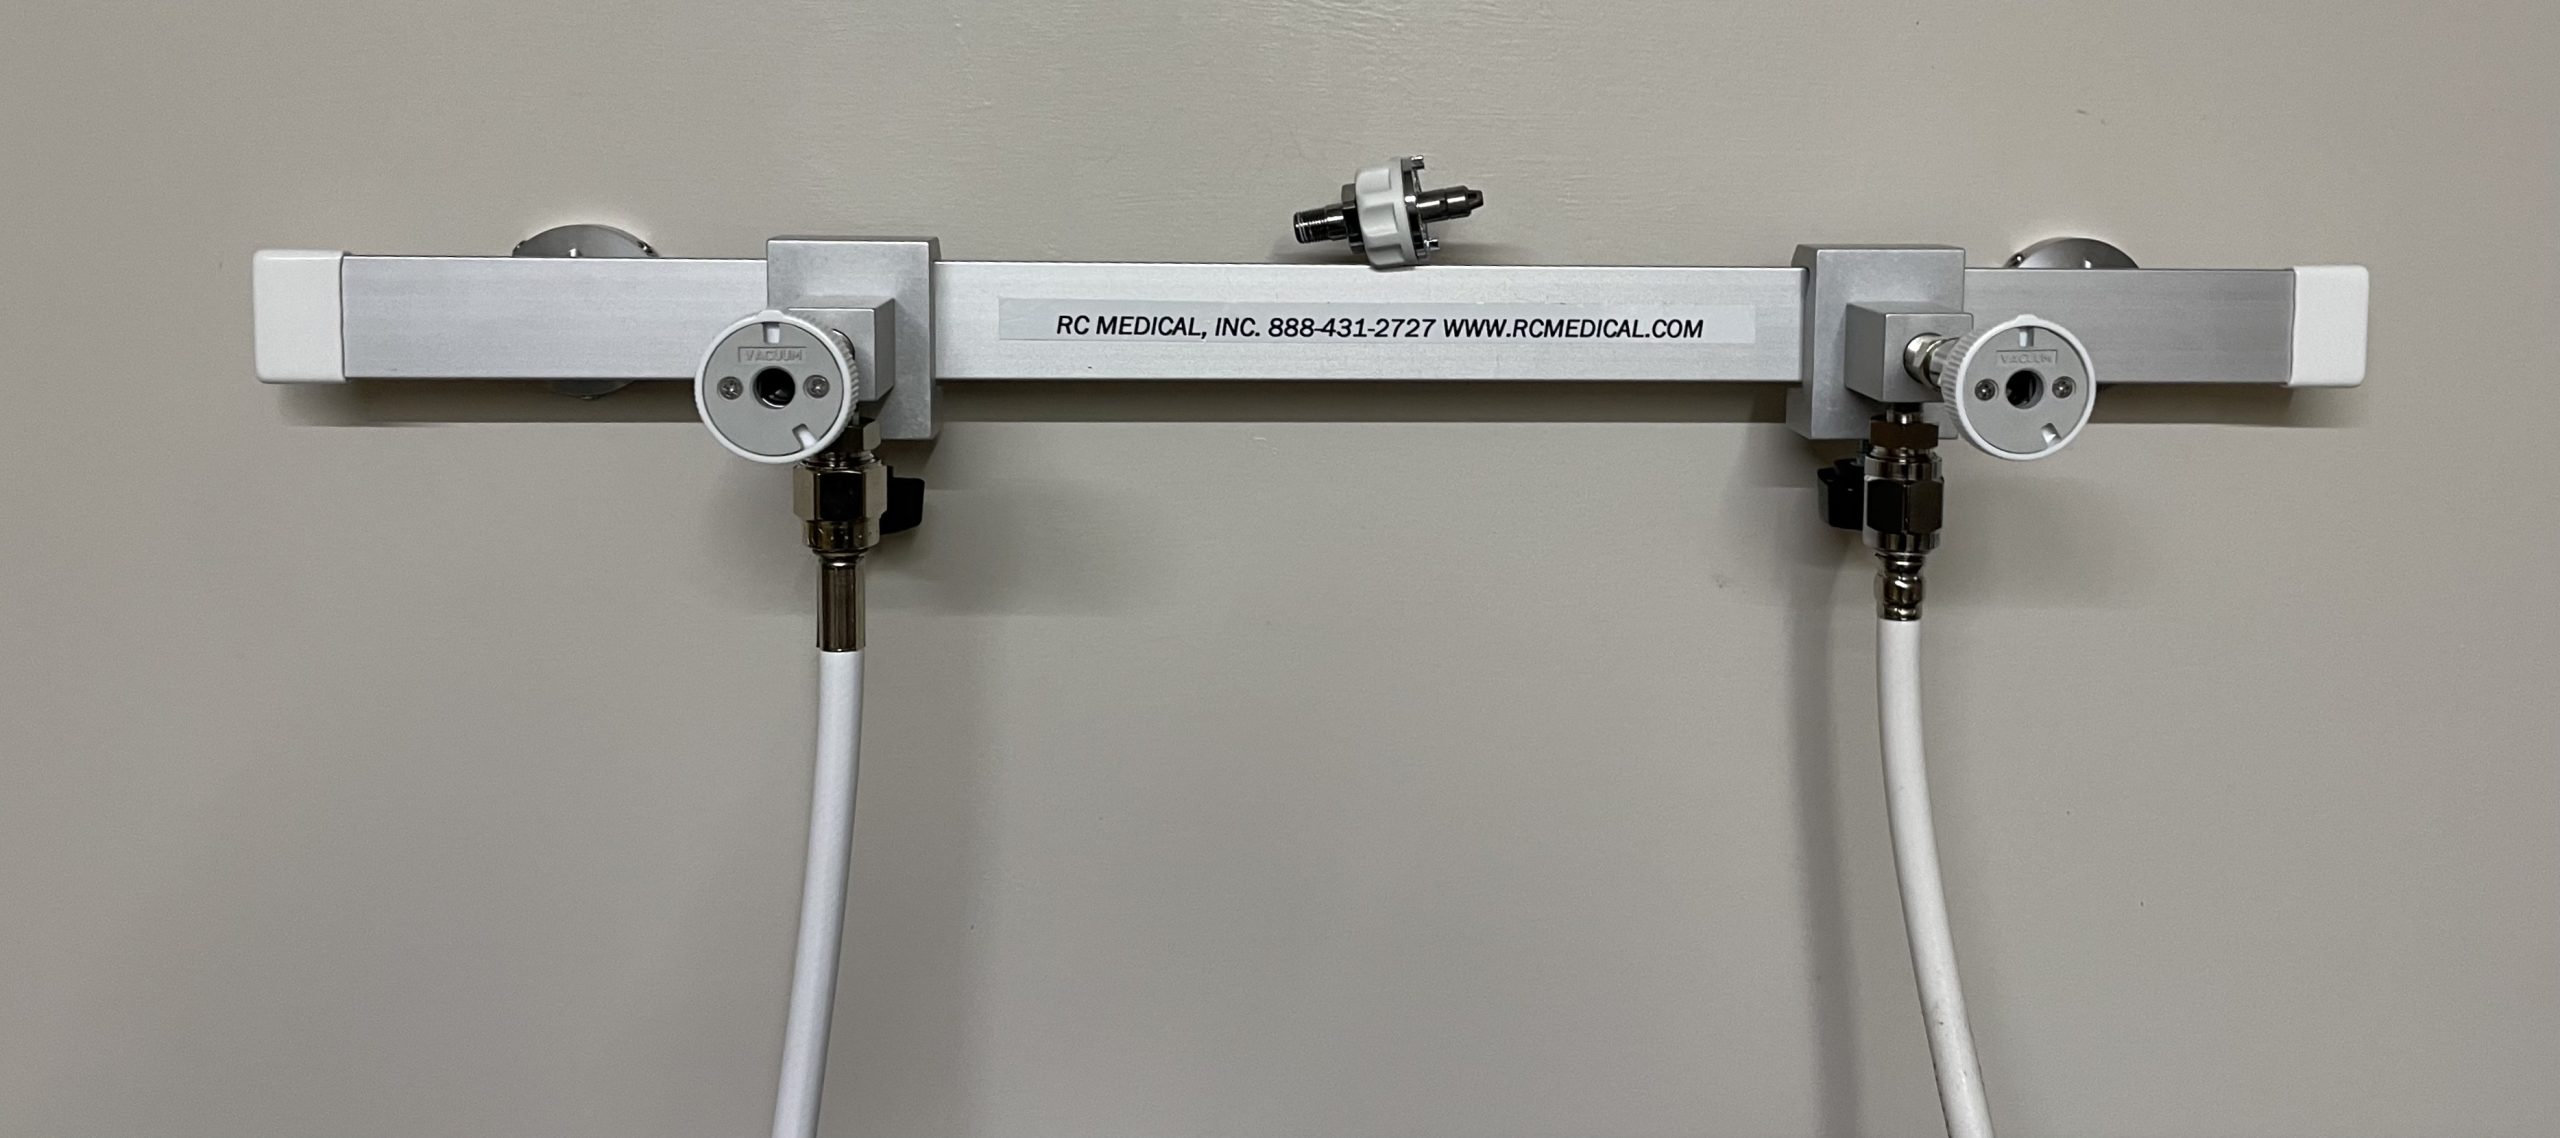 RC MEDICAL, INC. 888-431-2727 WWW.RCMEDICAL.COM
VACUUM
VACUUM